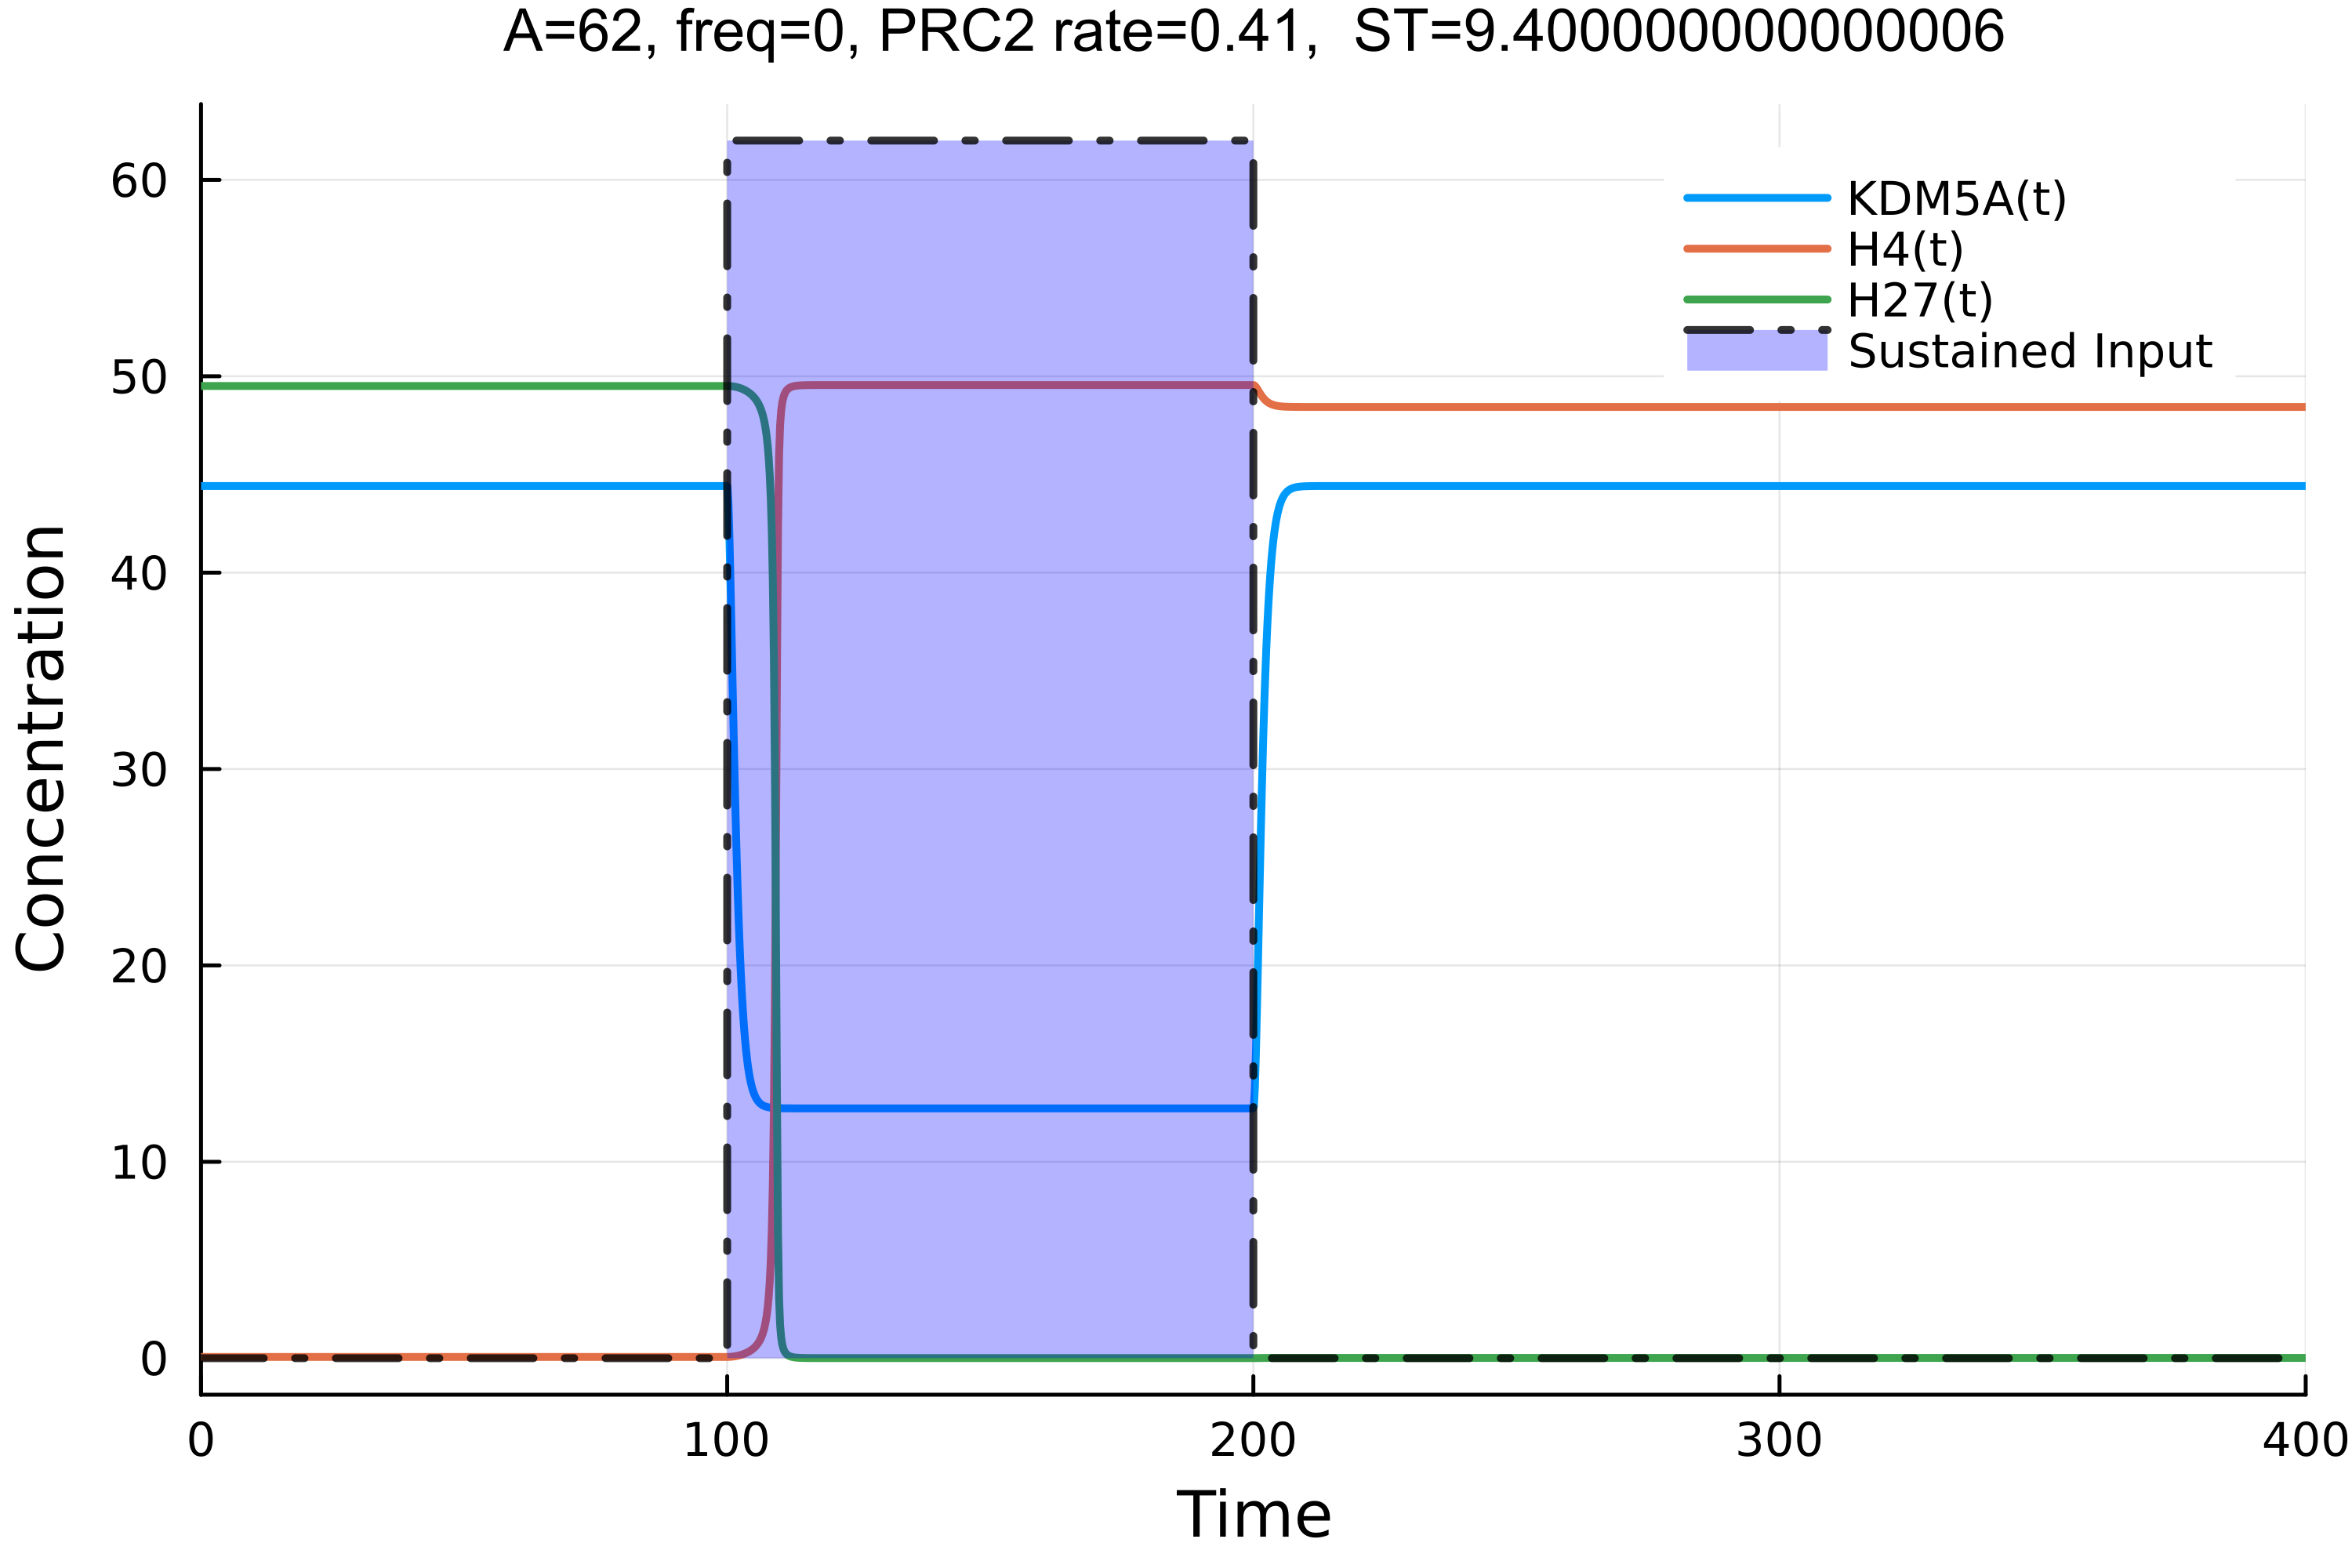 A=62, freq=0, PRC2 rate=0.41,  ST=9.400000000000006
60
50
40
30
20
10
0
Concentration
KDM5A(t)
H4(t)
H27(t)
Sustained Input
0 100 200 300 400
Time